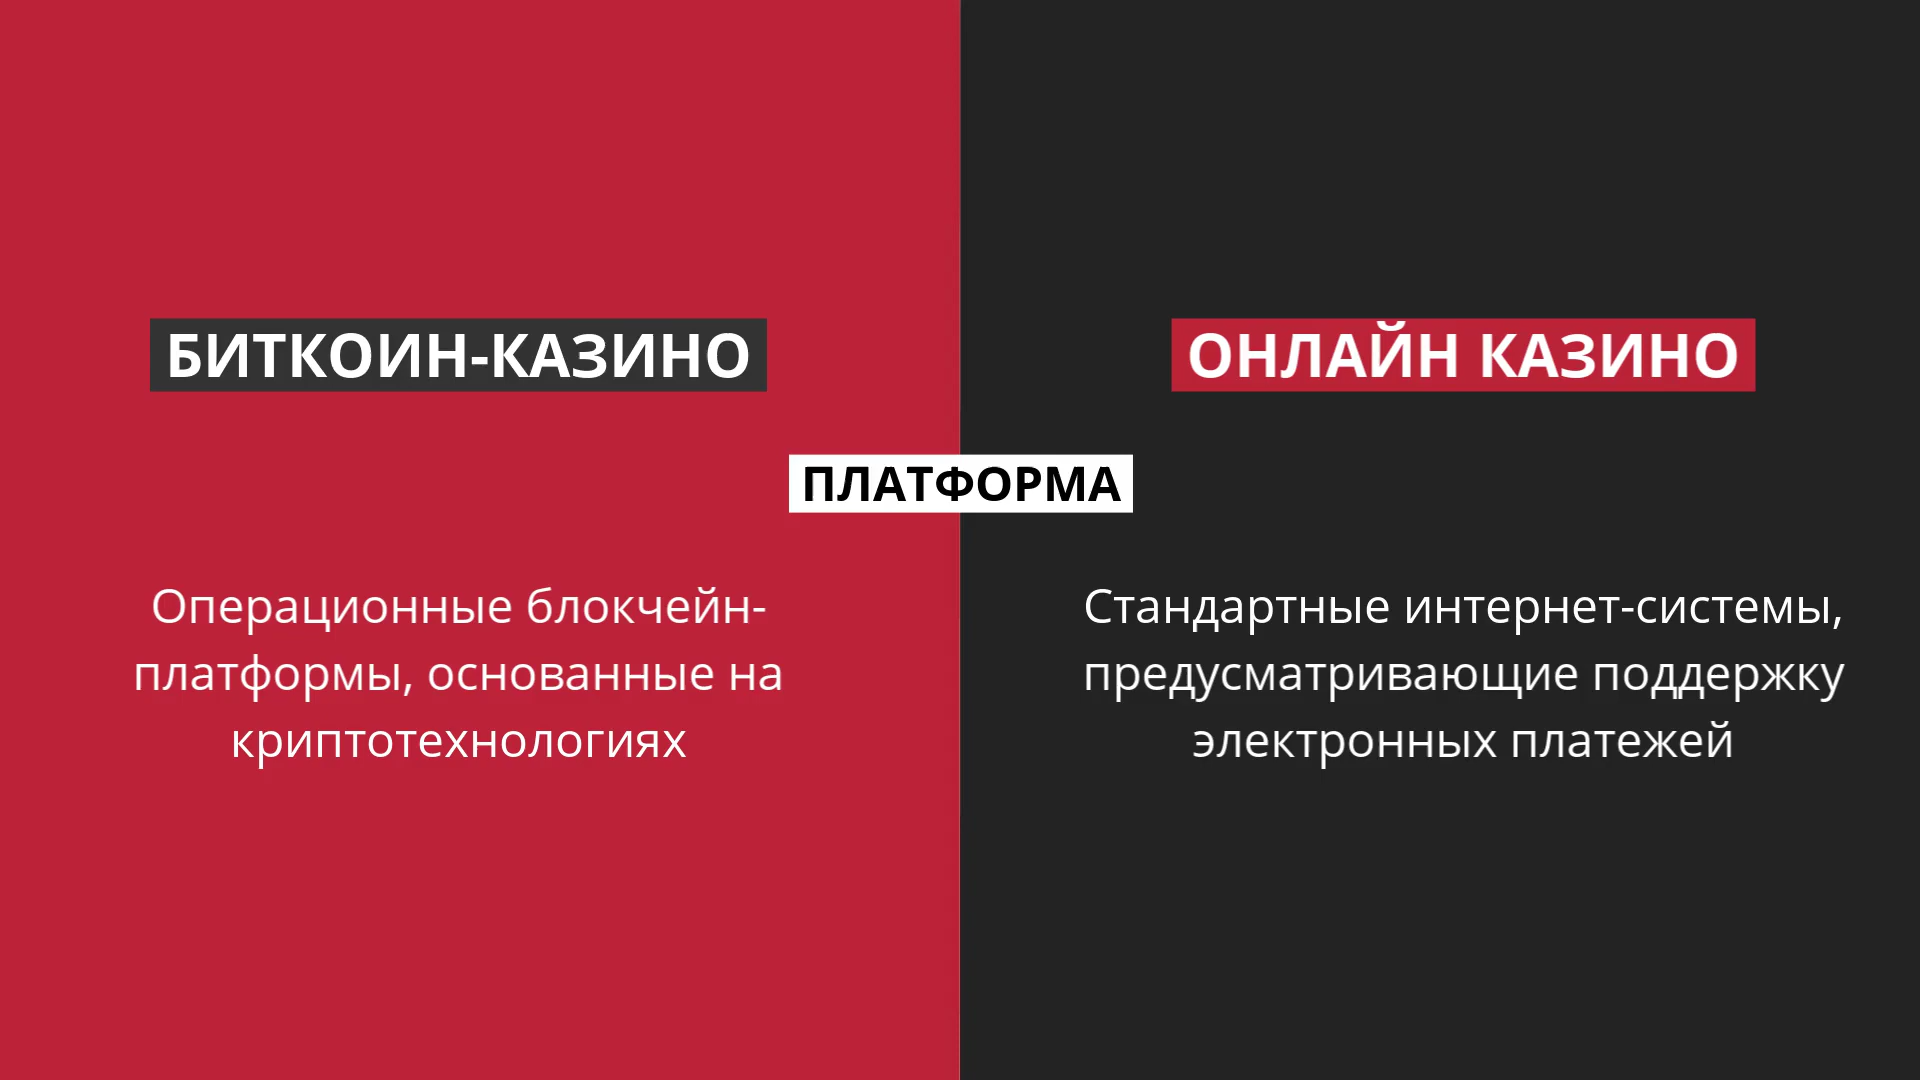 БИТКОИН-КАЗИНО
ОНЛАЙН КАЗИНО
ПЛАТФОРМА
Операционные блокчейн-
платформы, основанные на
криптотехнологиях
Стандартные интернет-системы,
предусматривающие поддержку
электронных платежей